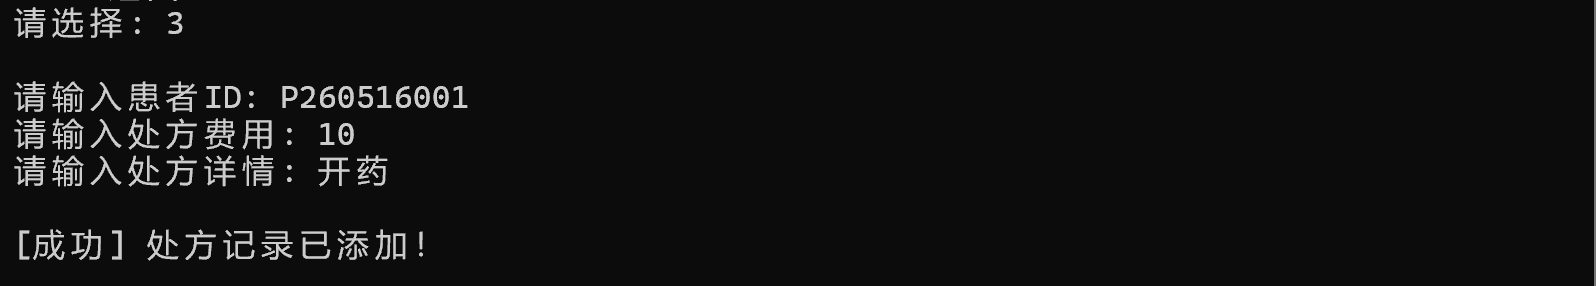 请选择: 3
请输入患者ID: P260516001
请输入处方费用: 10
请输入处方详情: 开药
[成功] 处方记录已添加!